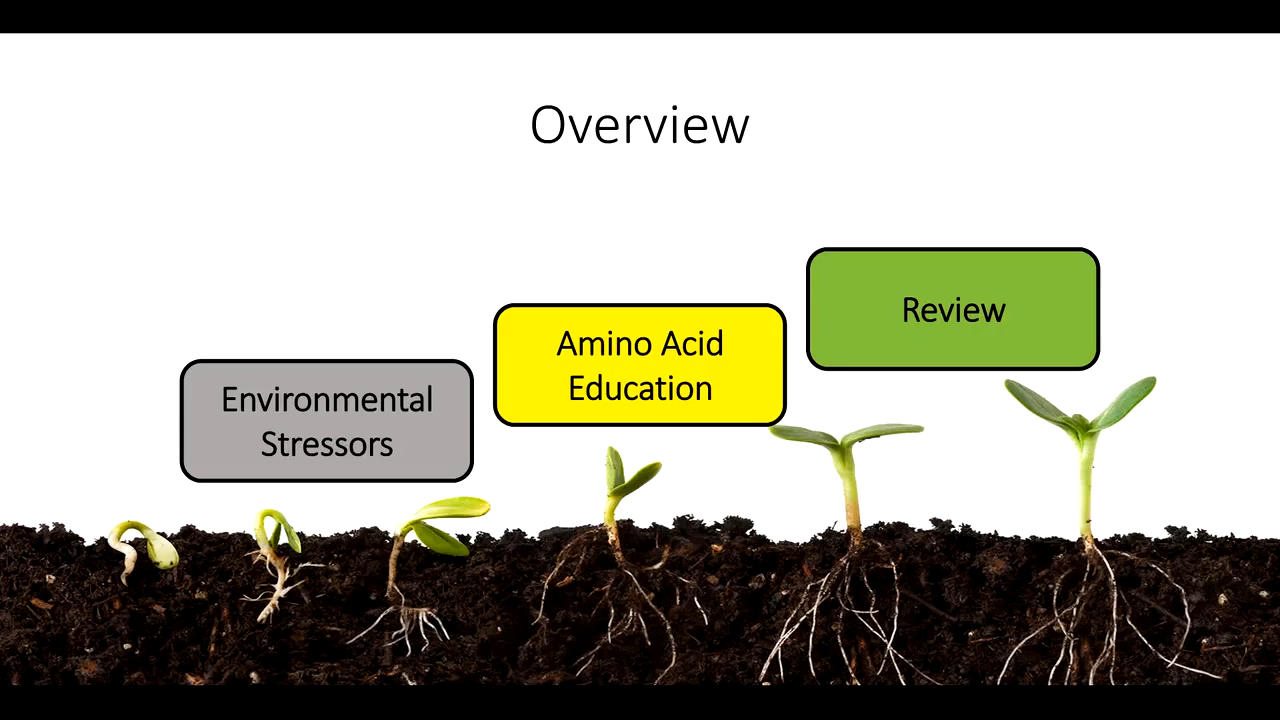 Overview
Environmental
Stressors
Amino Acid
Education
Review